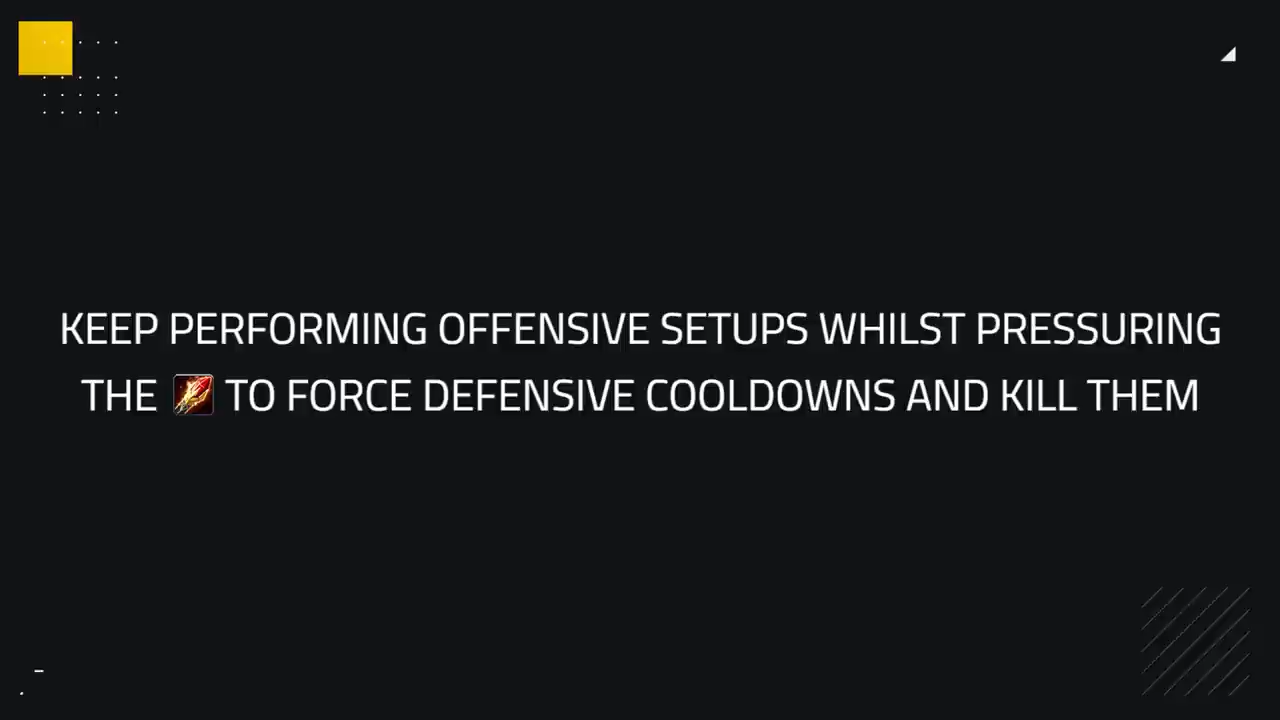 KEEP PERFORMING OFFENSIVE SETUPS WHILST PRESSURING
THE TO FORCE DEFENSIVE COOLDOWNS AND KILL THEM